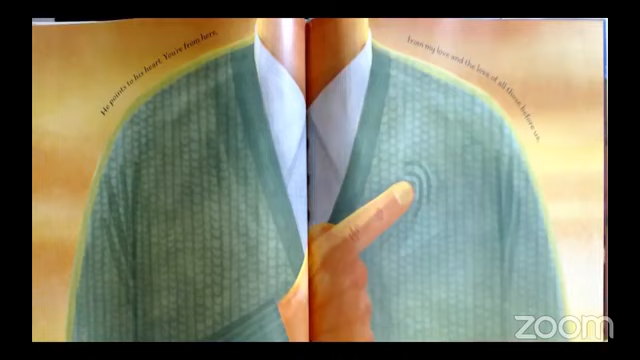 He points to his heart. You're from here,
from my love and the love of all those before us,
zoom